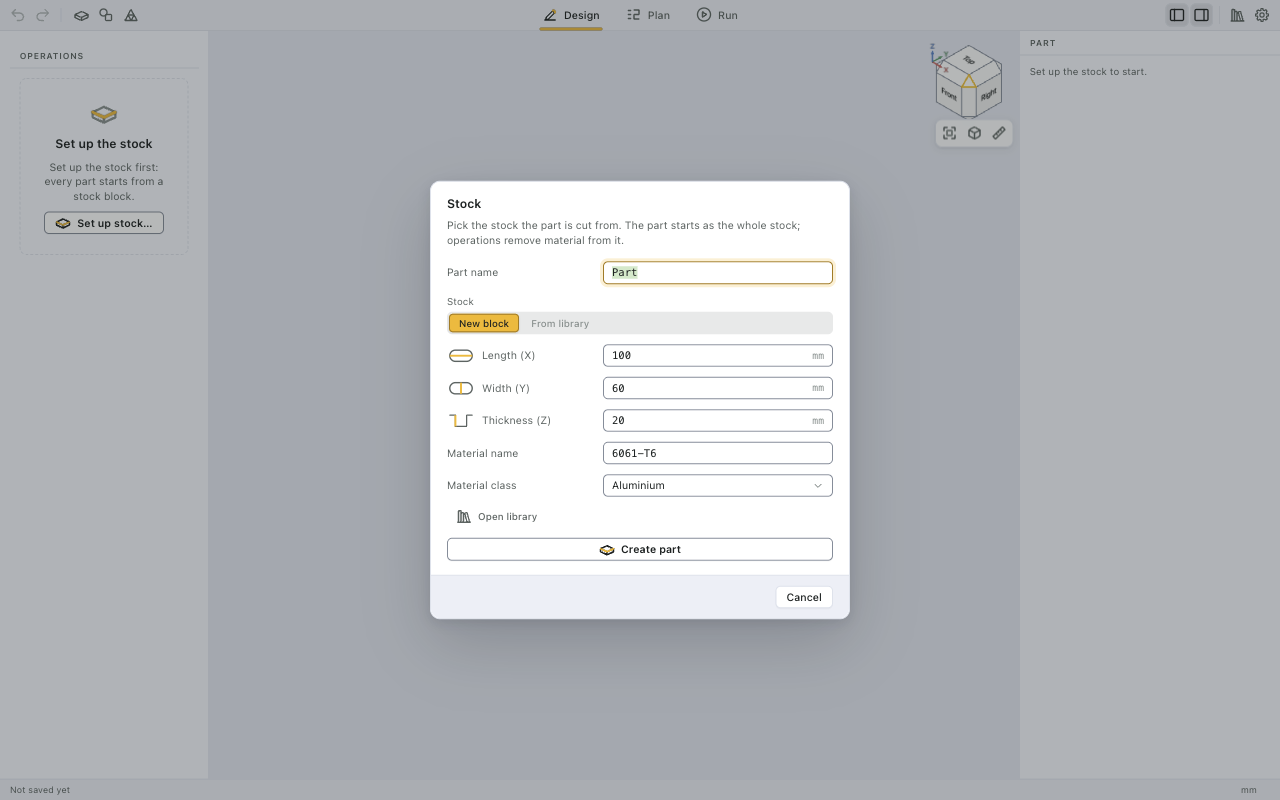 Design
Plan
Run
OPERATIONS
Set up the stock
Set up the stock first:
every part starts from a
stock block.
Set up stock...
Z
Y
X
Top
Front
Right
PART
Set up the stock to start.
Stock
Pick the stock the part is cut from. The part starts as the whole stock;
operations remove material from it.
Part name
Part
Stock
New block
From library
Length (X)
100
mm
Width (Y)
60
mm
Thickness (Z)
20
mm
Material name
6061-T6
Material class
Aluminium
Open library
Create part
Cancel
Not saved yet
mm